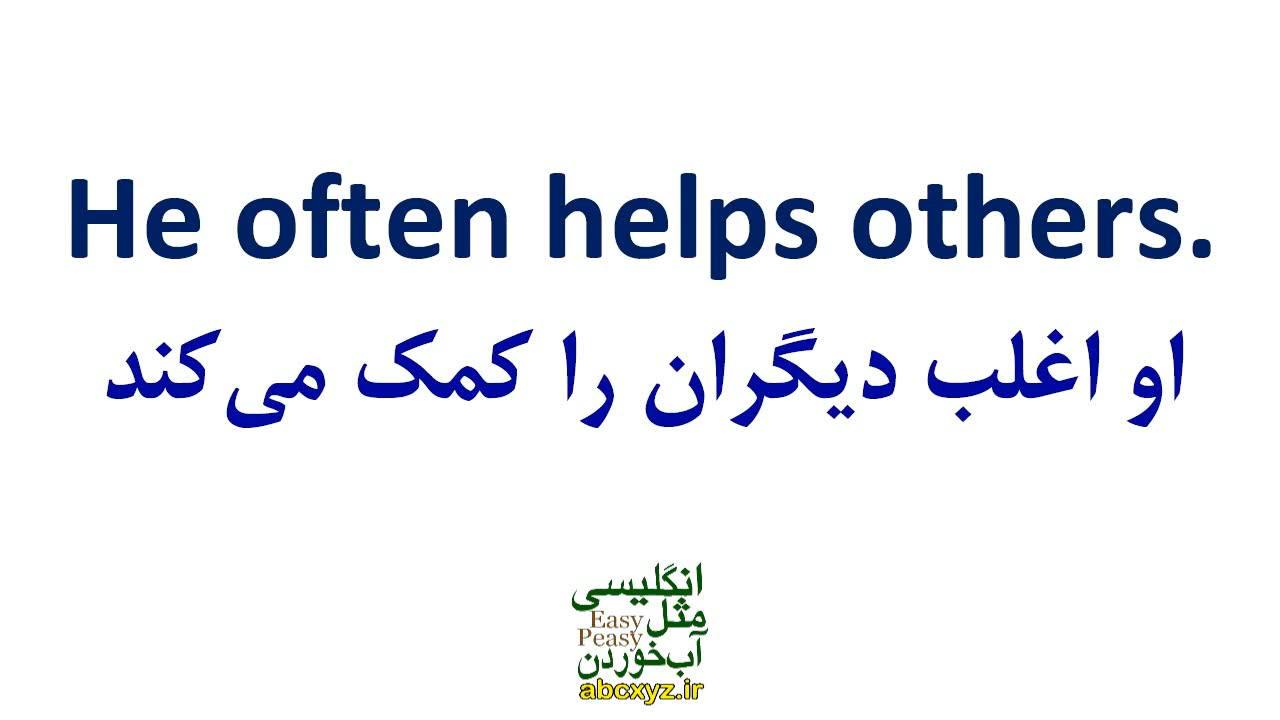 He often helps others.
او اغلب دیگران را کمک می‌کند
انگلیسی
مثل
Easy
Peasy
آب‌خوردن
abcxyz.ir